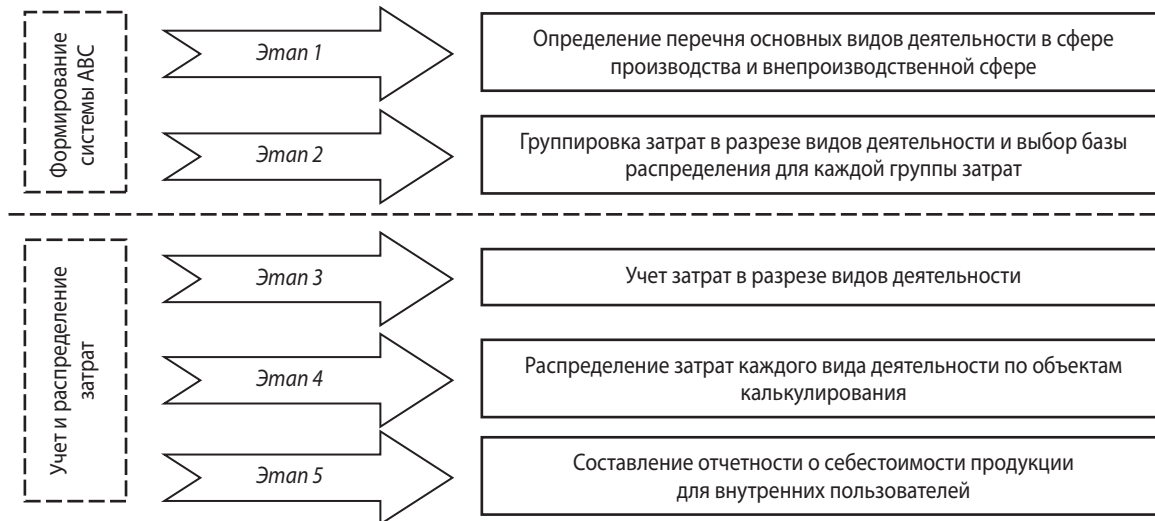 Формирование
системы АВС
Этап 1
Определение перечня основных видов деятельности в сфере
производства и внепроизводственной сфере
Этап 2
Группировка затрат в разрезе видов деятельности и выбор базы
распределения для каждой группы затрат
Учет и распределение
затрат
Этап 3
Учет затрат в разрезе видов деятельности
Этап 4
Распределение затрат каждого вида деятельности по объектам
калькулирования
Этап 5
Составление отчетности о себестоимости продукции
для внутренних пользователей